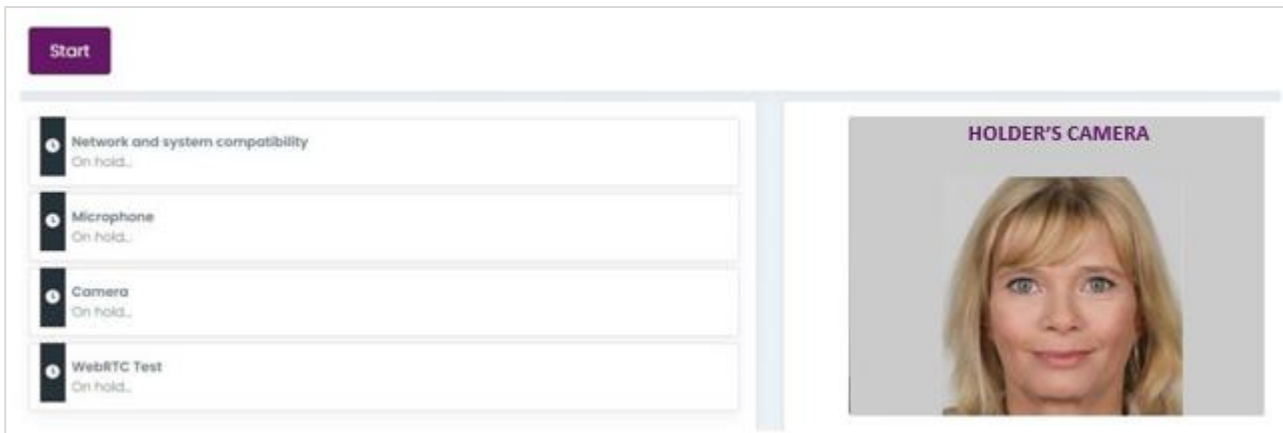 Start
Network and system compatibility
On hold...
Microphone
On hold...
Camera
On hold...
WebRTC Test
On hold...
HOLDER'S CAMERA